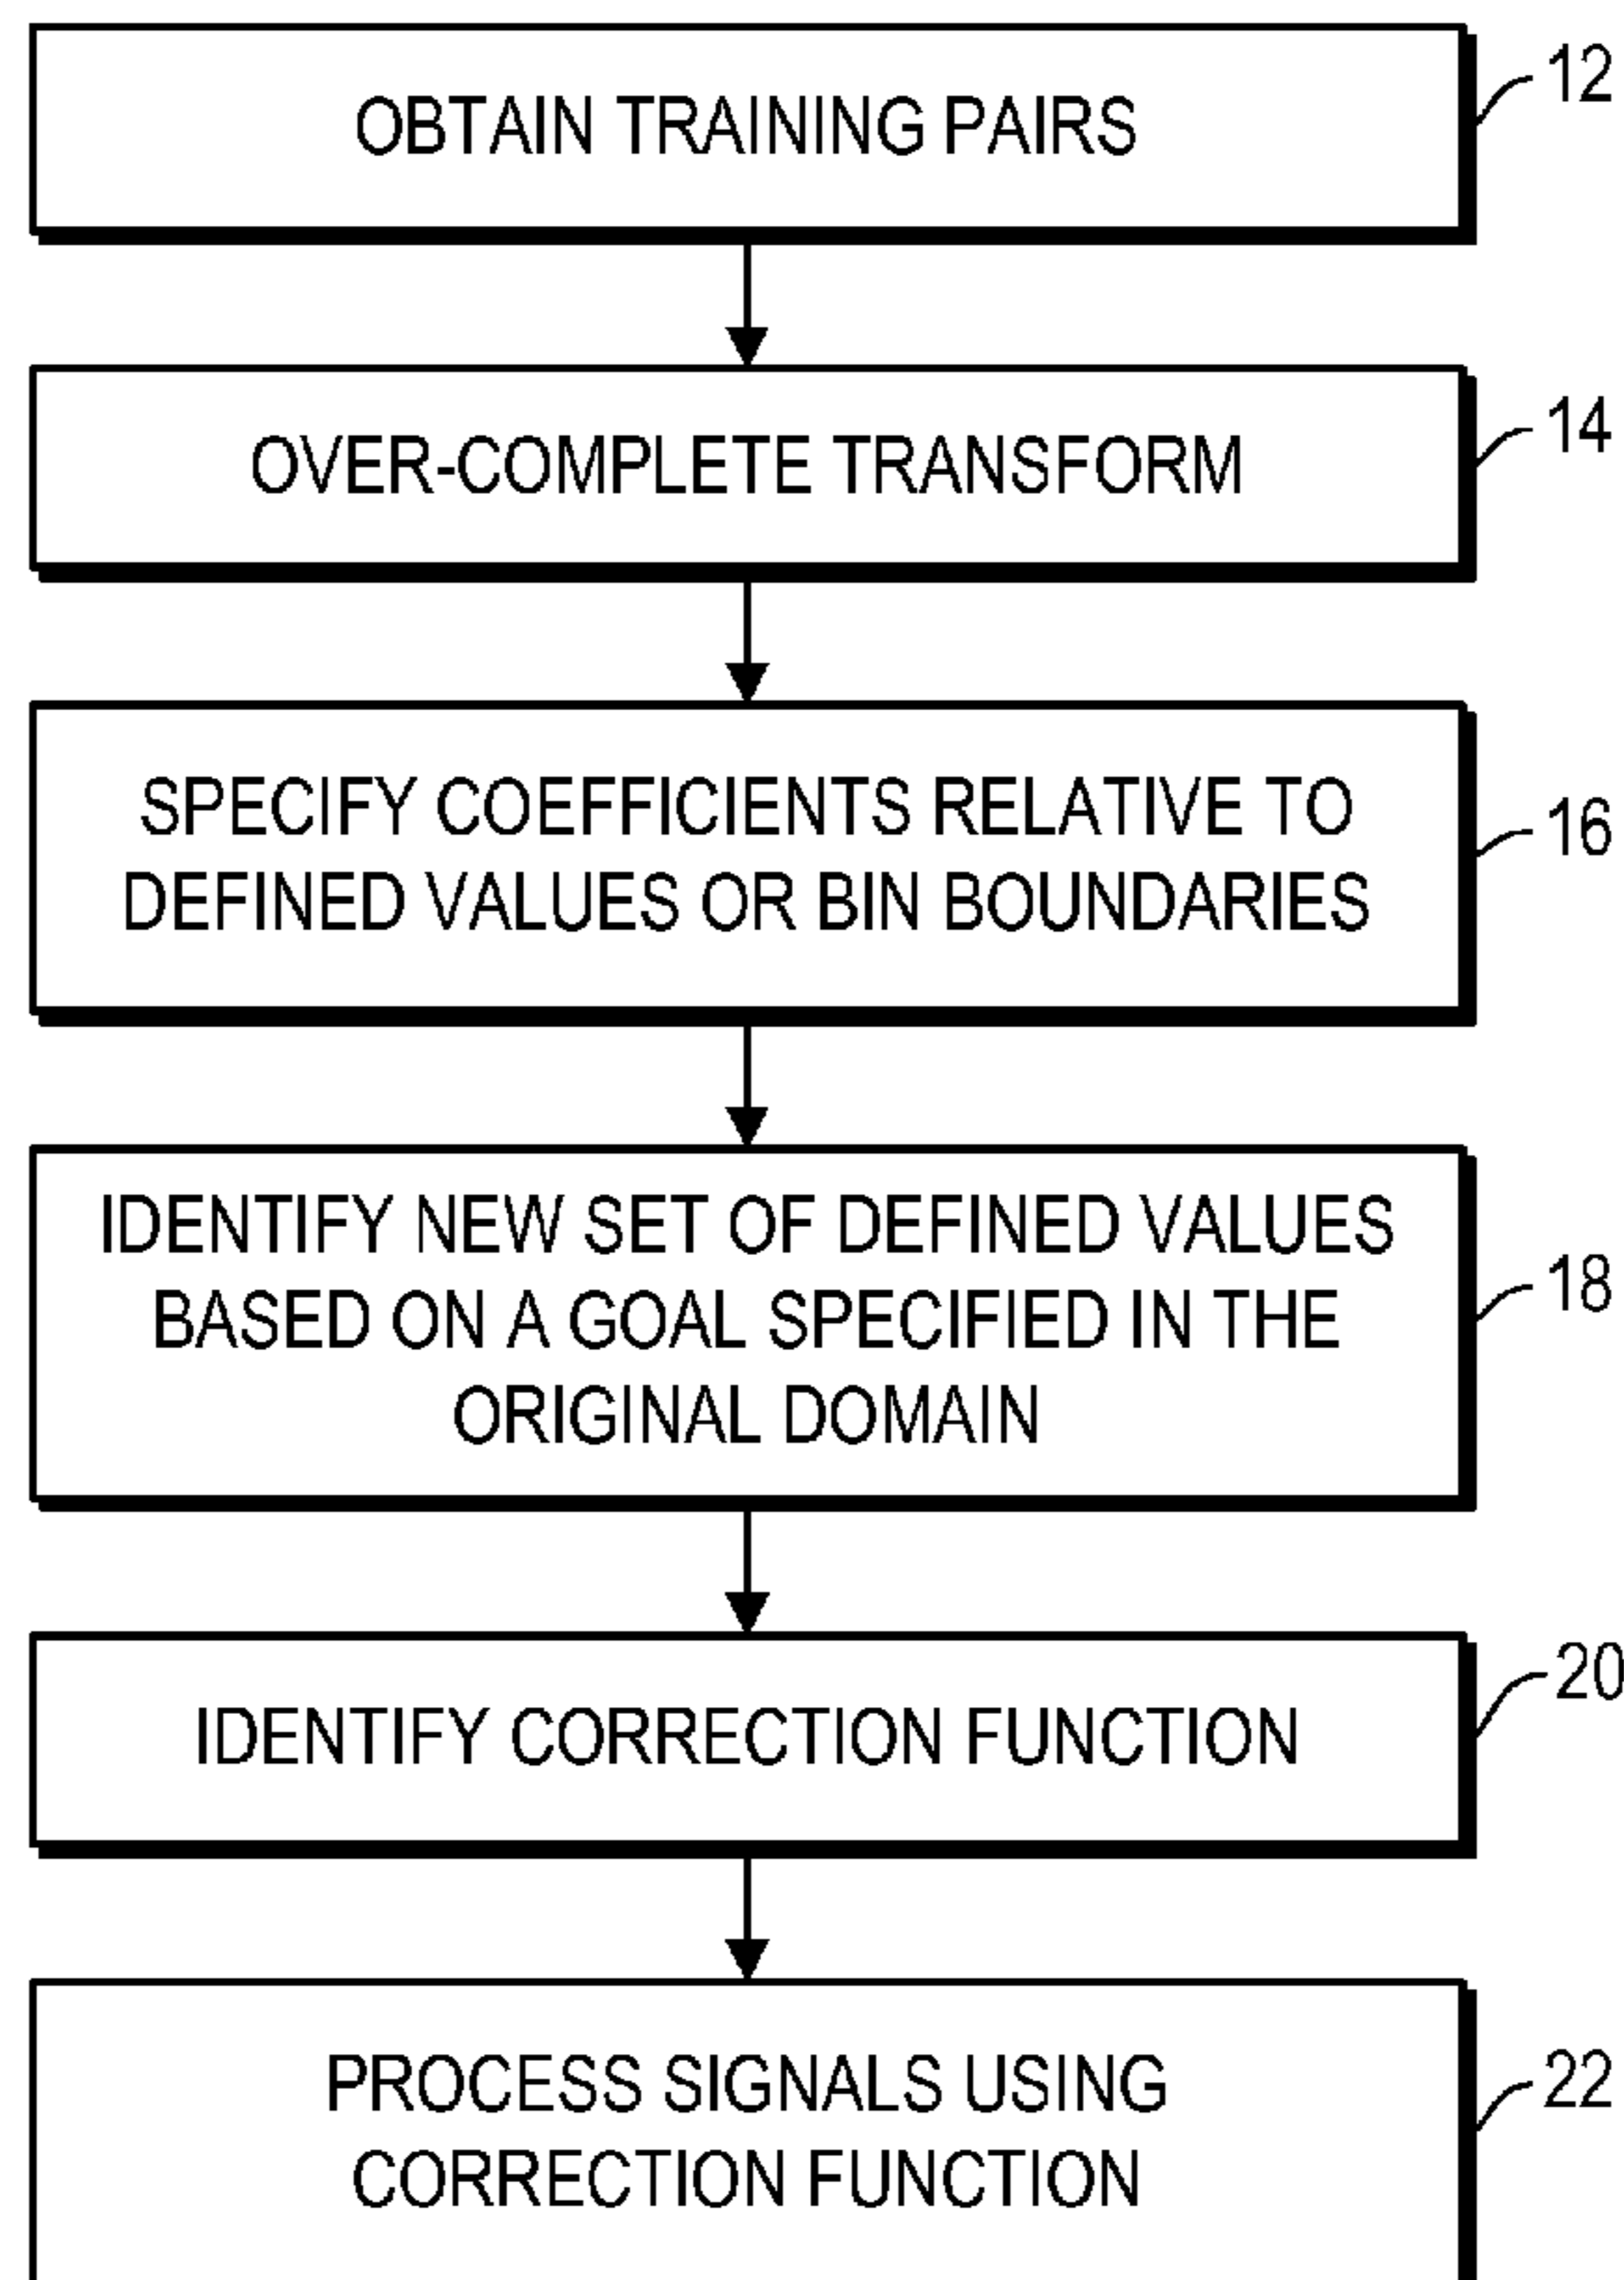 OBTAIN TRAINING PAIRS
12
OVER-COMPLETE TRANSFORM
14
SPECIFY COEFFICIENTS RELATIVE TO
DEFINED VALUES OR BIN BOUNDARIES
16
IDENTIFY NEW SET OF DEFINED VALUES
BASED ON A GOAL SPECIFIED IN THE
ORIGINAL DOMAIN
18
IDENTIFY CORRECTION FUNCTION
20
PROCESS SIGNALS USING
CORRECTION FUNCTION
22